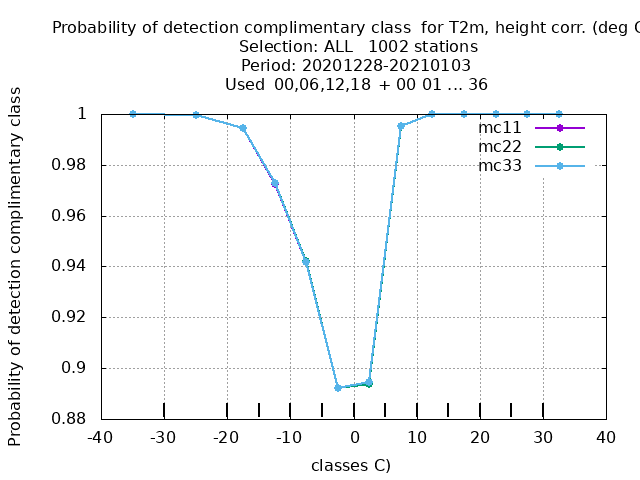 Probability of detection complimentary class for T2m, height corr. (deg C
Selection: ALL 1002 stations
Period: 20201228-20210103
Used 00,06,12,18 + 00 01 ... 36
Probability of detection complimentary class
1
0.98
0.96
0.94
0.92
0.9
0.88
mc11
mc22
mc33
-40 -30 -20 -10 0 10 20 30 40
classes C)